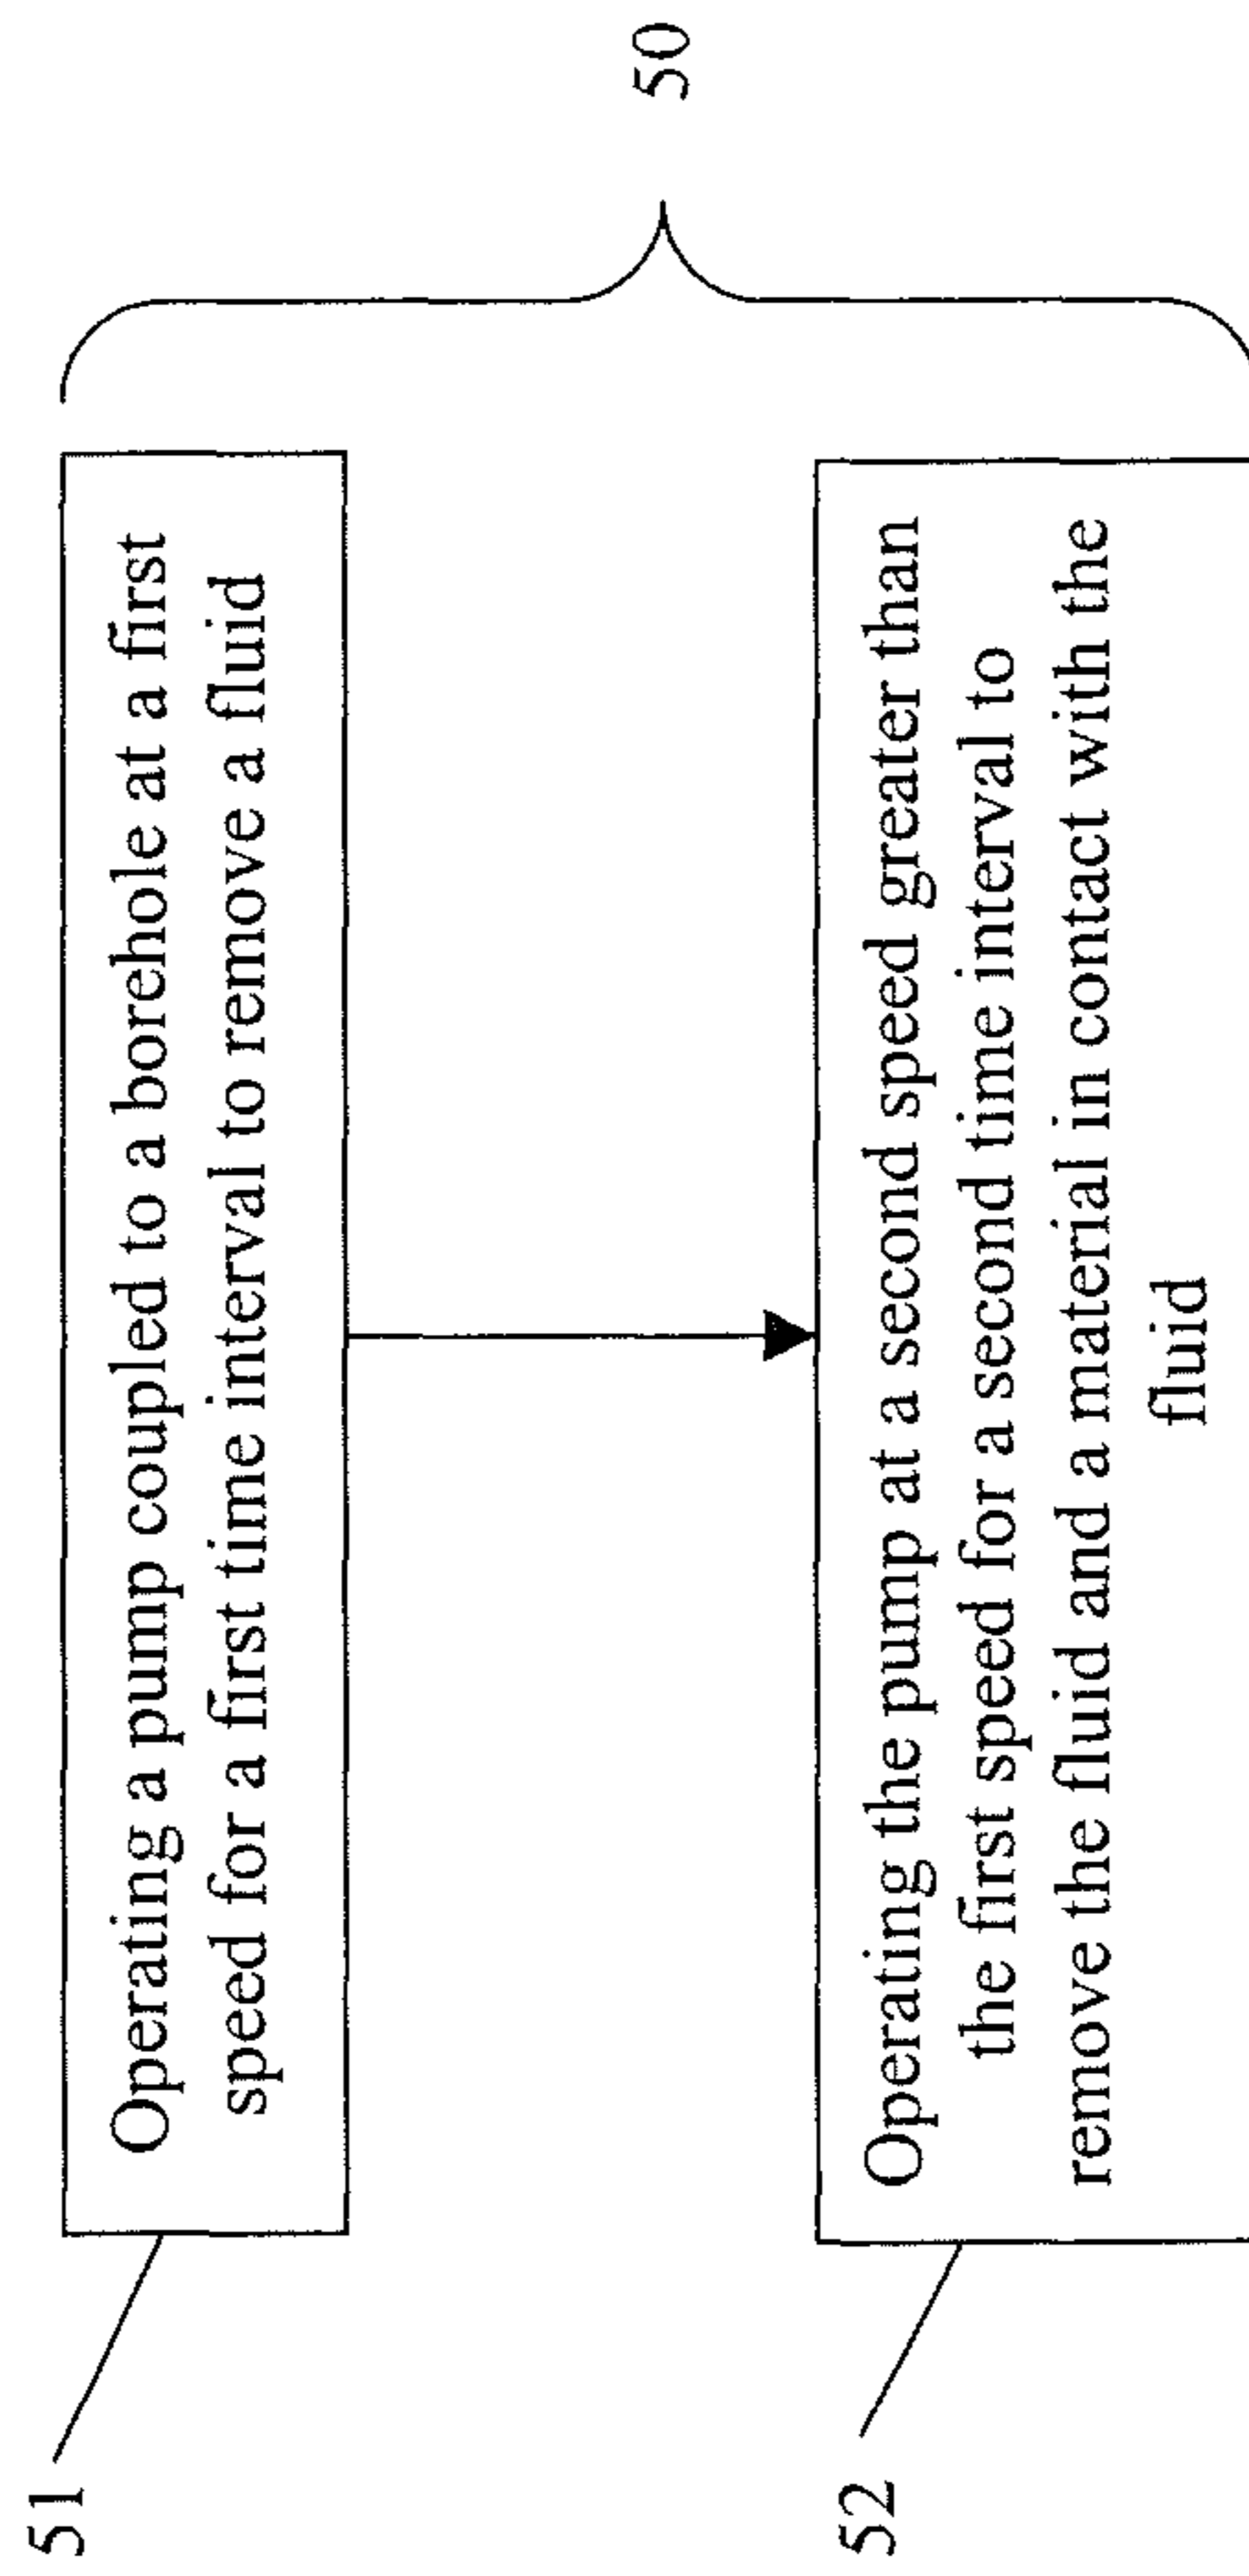 51
Operating a pump coupled to a borehole at a first
speed for a first time interval to remove a fluid
50
52
Operating the pump at a second speed greater than
the first speed for a second time interval to
remove the fluid and a material in contact with the
fluid